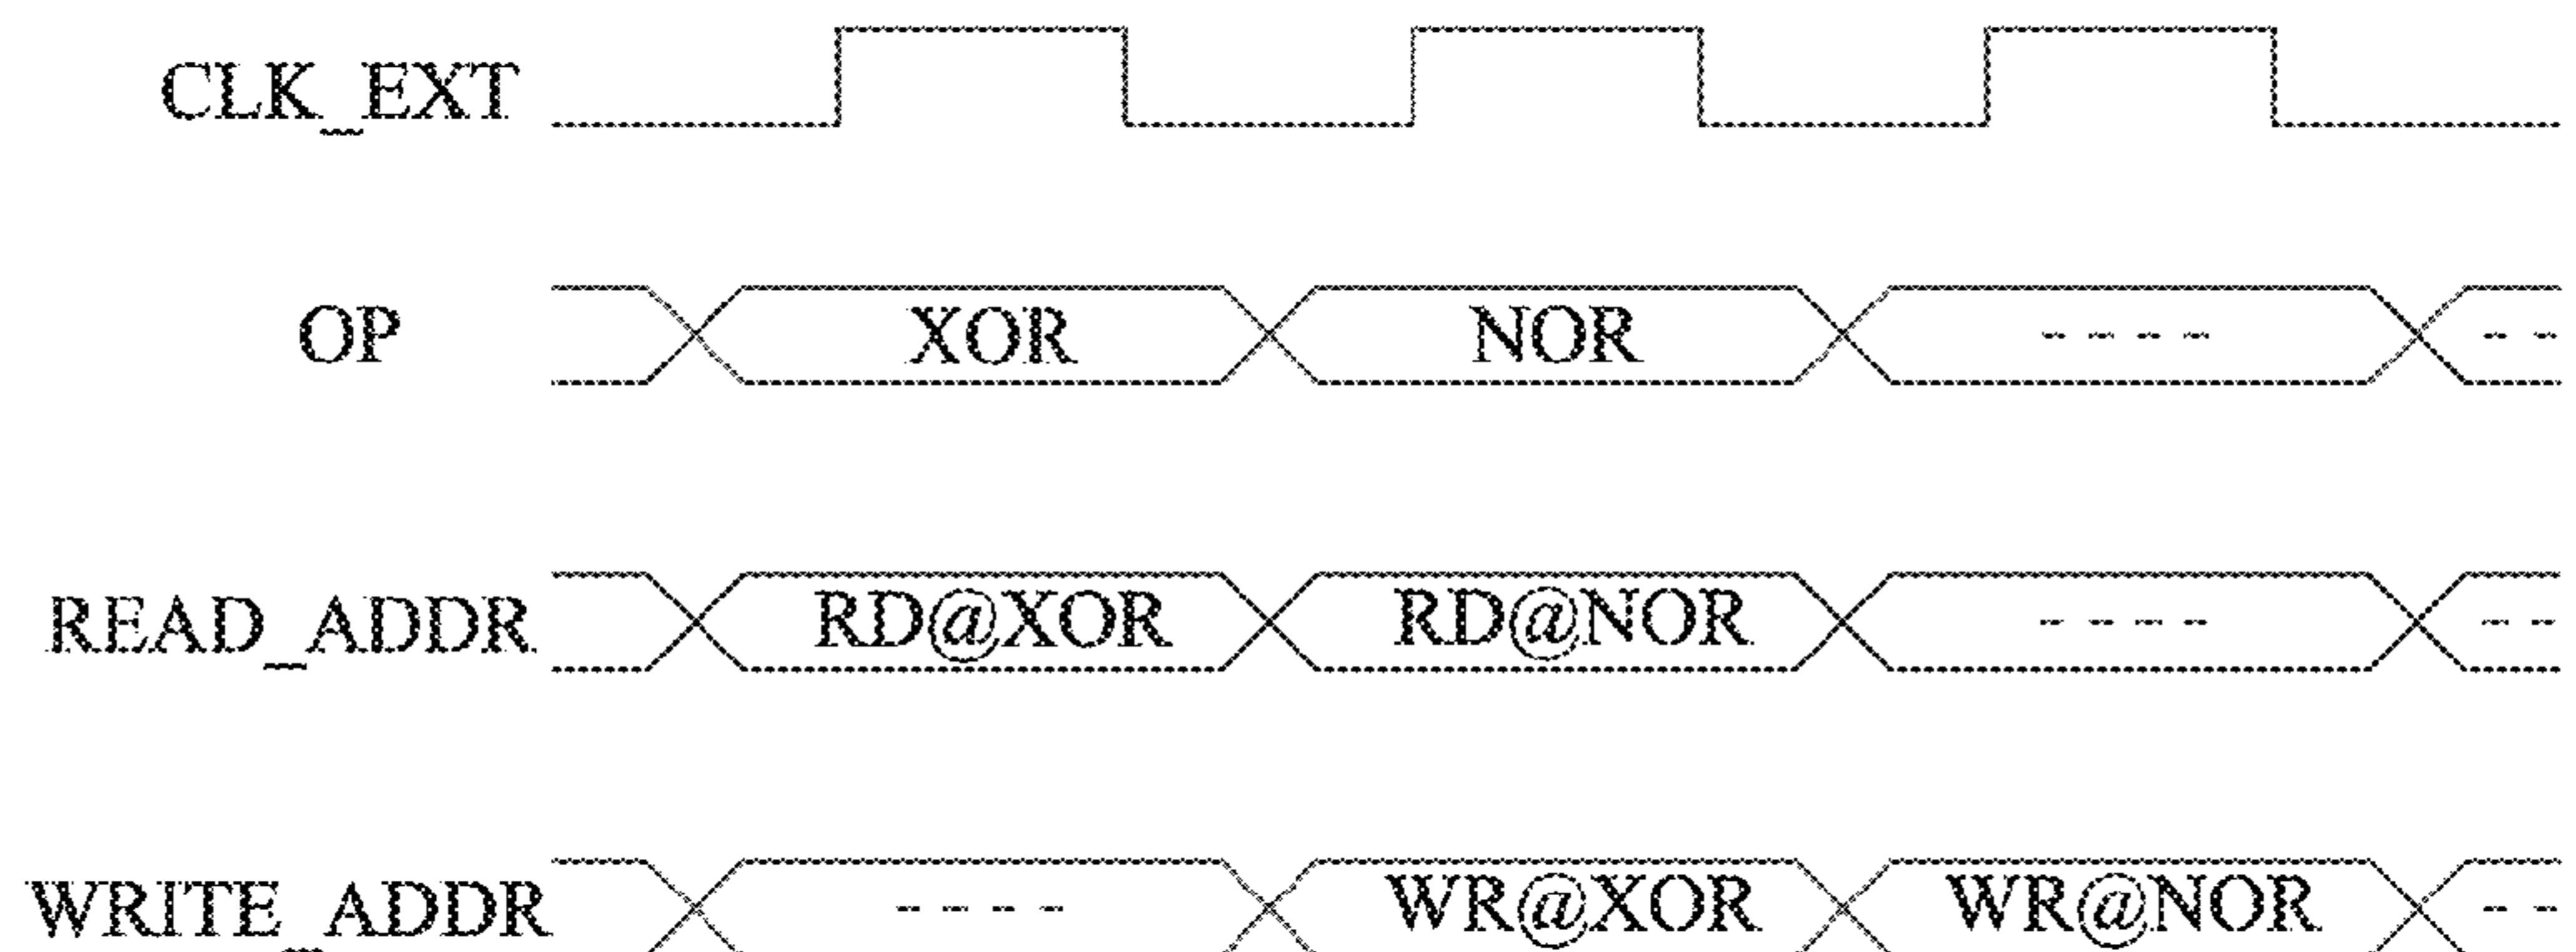 CLK_EXT
OP XOR NOR - - - - - -
READ_ADDR RD@XOR RD@NOR - - - - - -
WRITE_ADDR - - - - WR@XOR WR@NOR - -